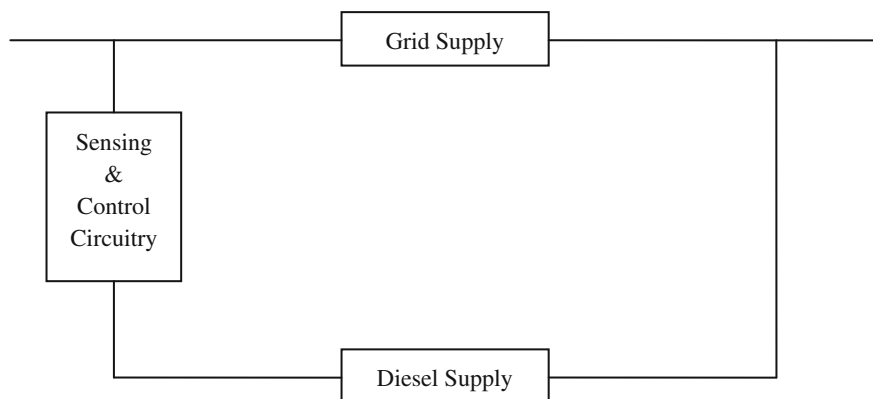 Grid Supply
Sensing
&
Control
Circuitry
Diesel Supply